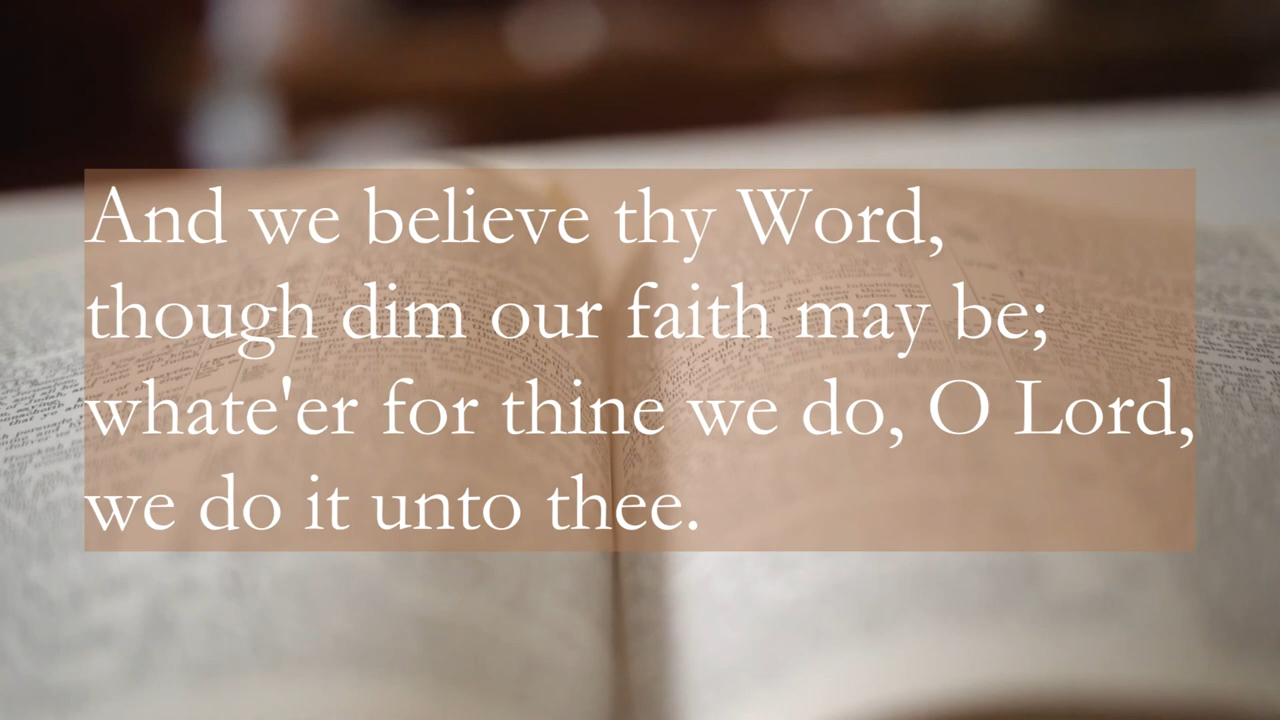 And we believe thy Word,
though dim our faith may be;
whate'er for thine we do, O Lord,
we do it unto thee.